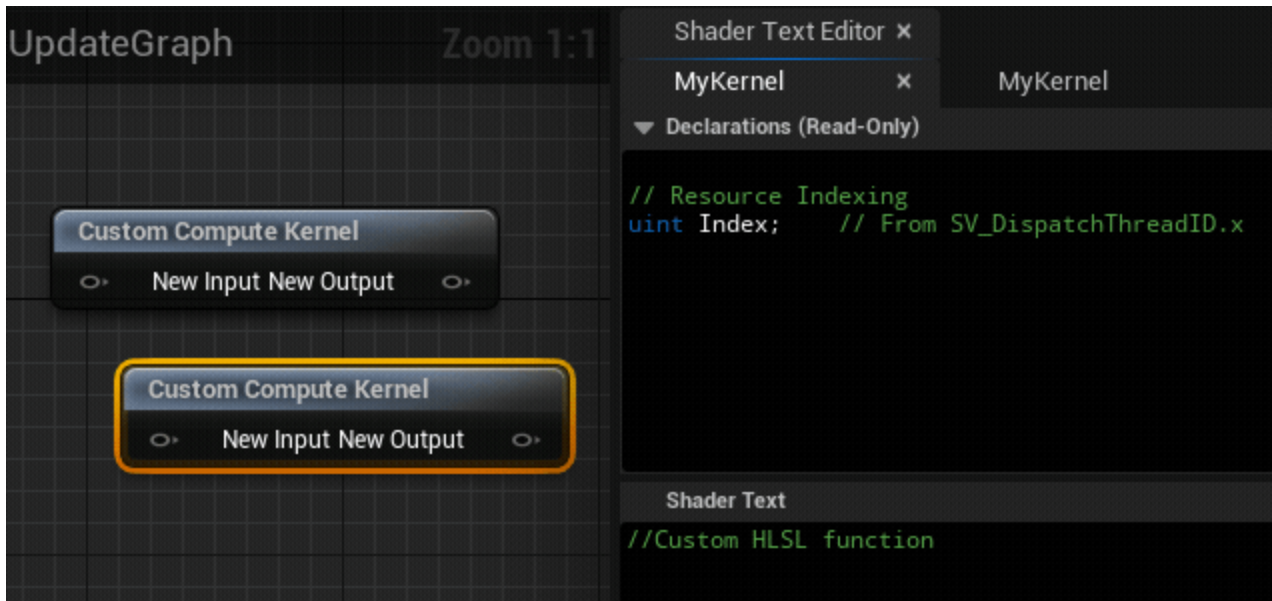 UpdateGraph
Zoom 1:1
Custom Compute Kernel
New Input New Output
Custom Compute Kernel
New Input New Output
Shader Text Editor ×
MyKernel × MyKernel
Declarations (Read-Only)
// Resource Indexing
uint Index; // From SV_DispatchThreadID.x
Shader Text
//Custom HLSL function